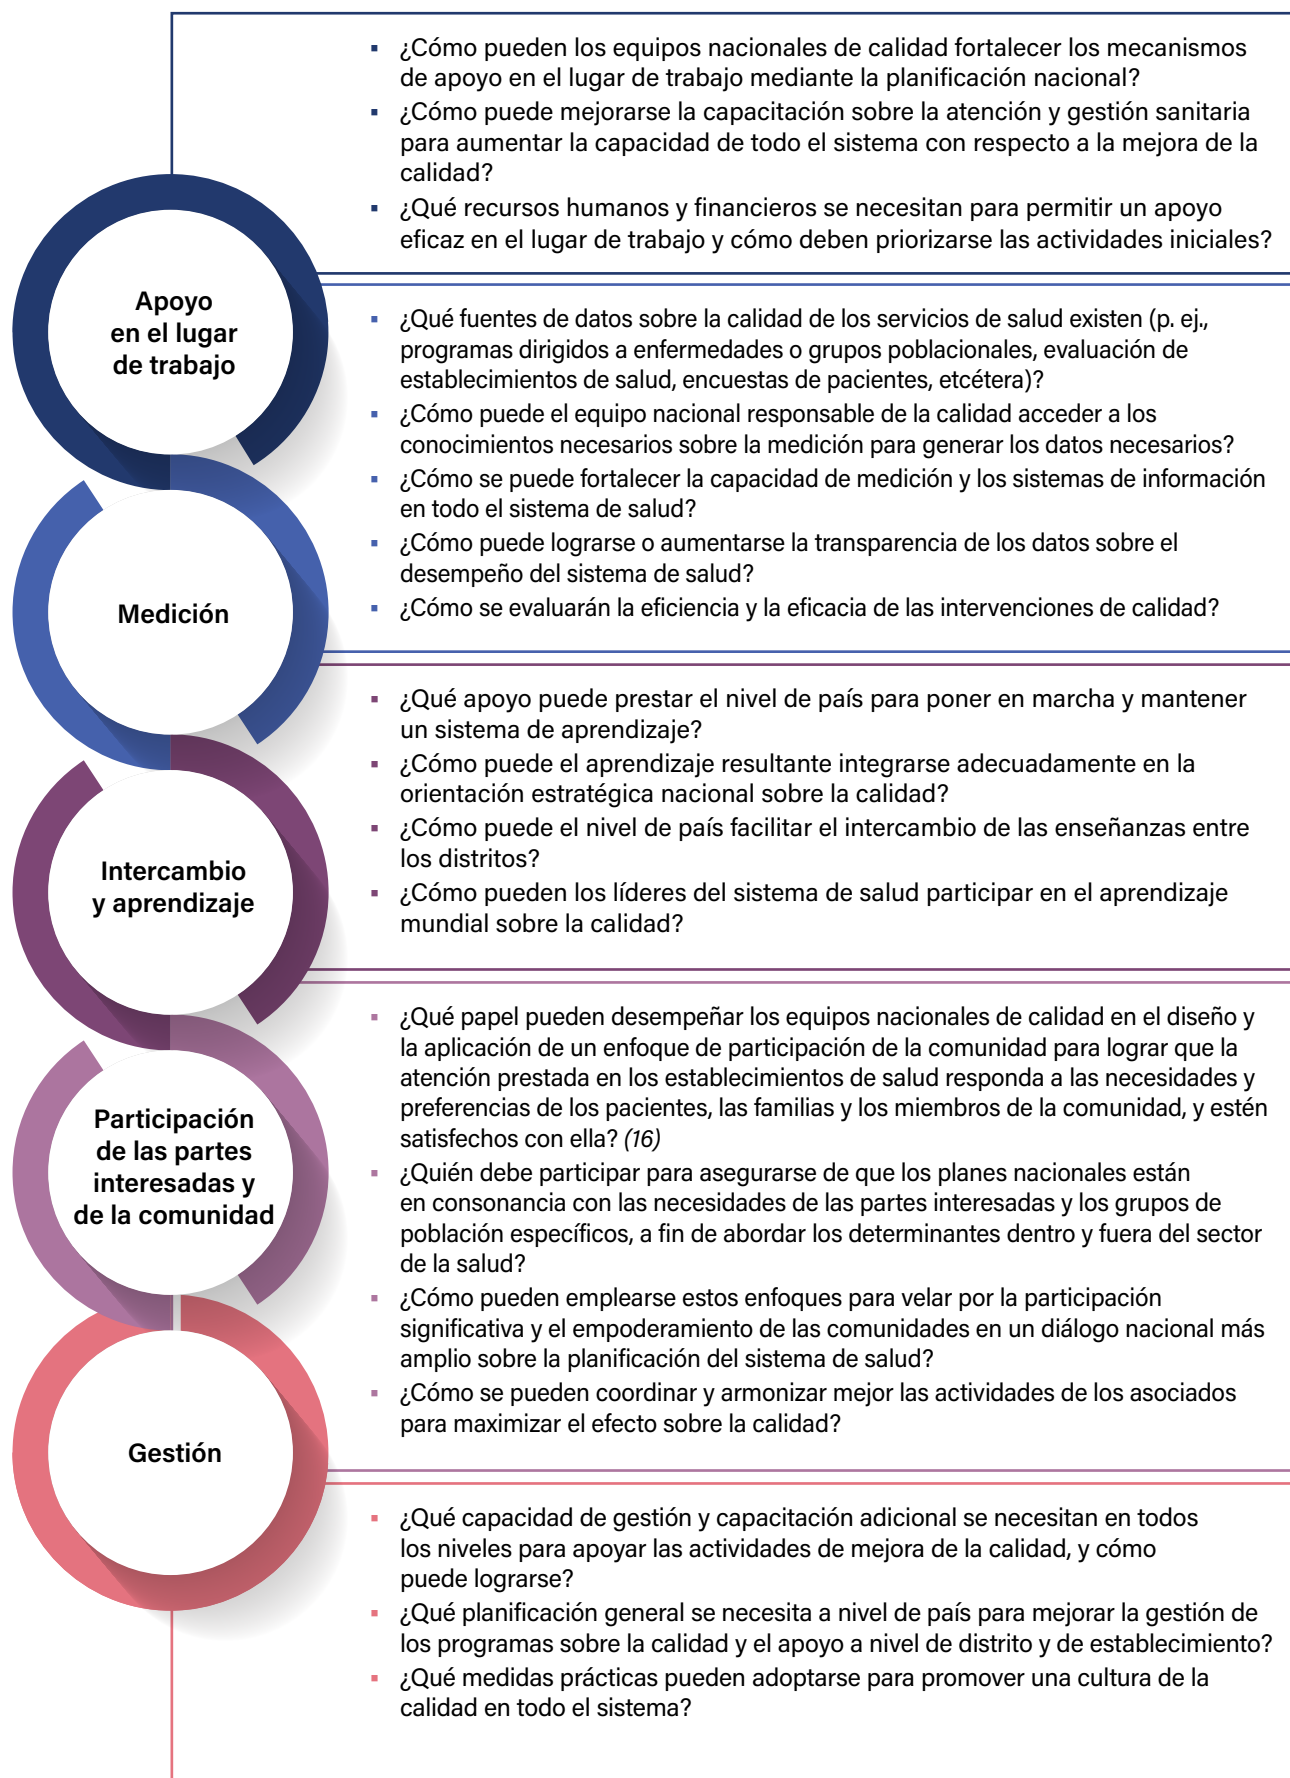 ▪ ¿Cómo pueden los equipos nacionales de calidad fortalecer los mecanismos
de apoyo en el lugar de trabajo mediante la planificación nacional?
▪ ¿Cómo puede mejorarse la capacitación sobre la atención y gestión sanitaria
para aumentar la capacidad de todo el sistema con respecto a la mejora de la
calidad?
▪ ¿Qué recursos humanos y financieros se necesitan para permitir un apoyo
eficaz en el lugar de trabajo y cómo deben priorizarse las actividades iniciales?
Apoyo
en el lugar
de trabajo
▪ ¿Qué fuentes de datos sobre la calidad de los servicios de salud existen (p. ej.,
programas dirigidos a enfermedades o grupos poblacionales, evaluación de
establecimientos de salud, encuestas de pacientes, etcétera)?
▪ ¿Cómo puede el equipo nacional responsable de la calidad acceder a los
conocimientos necesarios sobre la medición para generar los datos necesarios?
▪ ¿Cómo se puede fortalecer la capacidad de medición y los sistemas de información
en todo el sistema de salud?
▪ ¿Cómo puede lograrse o aumentarse la transparencia de los datos sobre el
desempeño del sistema de salud?
▪ ¿Cómo se evaluarán la eficiencia y la eficacia de las intervenciones de calidad?
Medición
▪ ¿Qué apoyo puede prestar el nivel de país para poner en marcha y mantener
un sistema de aprendizaje?
▪ ¿Cómo puede el aprendizaje resultante integrarse adecuadamente en la
orientación estratégica nacional sobre la calidad?
▪ ¿Cómo puede el nivel de país facilitar el intercambio de las enseñanzas entre
los distritos?
▪ ¿Cómo pueden los líderes del sistema de salud participar en el aprendizaje
mundial sobre la calidad?
Intercambio
y aprendizaje
▪ ¿Qué papel pueden desempeñar los equipos nacionales de calidad en el diseño y
la aplicación de un enfoque de participación de la comunidad para lograr que la
atención prestada en los establecimientos de salud responda a las necesidades y
preferencias de los pacientes, las familias y los miembros de la comunidad, y estén
satisfechos con ella? (16)
▪ ¿Quién debe participar para asegurarse de que los planes nacionales están
en consonancia con las necesidades de las partes interesadas y los grupos de
población específicos, a fin de abordar los determinantes dentro y fuera del sector
de la salud?
▪ ¿Cómo pueden emplearse estos enfoques para velar por la participación
significativa y el empoderamiento de las comunidades en un diálogo nacional más
amplio sobre la planificación del sistema de salud?
▪ ¿Cómo se pueden coordinar y armonizar mejor las actividades de los asociados
para maximizar el efecto sobre la calidad?
Participación
de las partes
interesadas y
de la comunidad
Gestión
▪ ¿Qué capacidad de gestión y capacitación adicional se necesitan en todos
los niveles para apoyar las actividades de mejora de la calidad, y cómo
puede lograrse?
▪ ¿Qué planificación general se necesita a nivel de país para mejorar la gestión de
los programas sobre la calidad y el apoyo a nivel de distrito y de establecimiento?
▪ ¿Qué medidas prácticas pueden adoptarse para promover una cultura de la
calidad en todo el sistema?